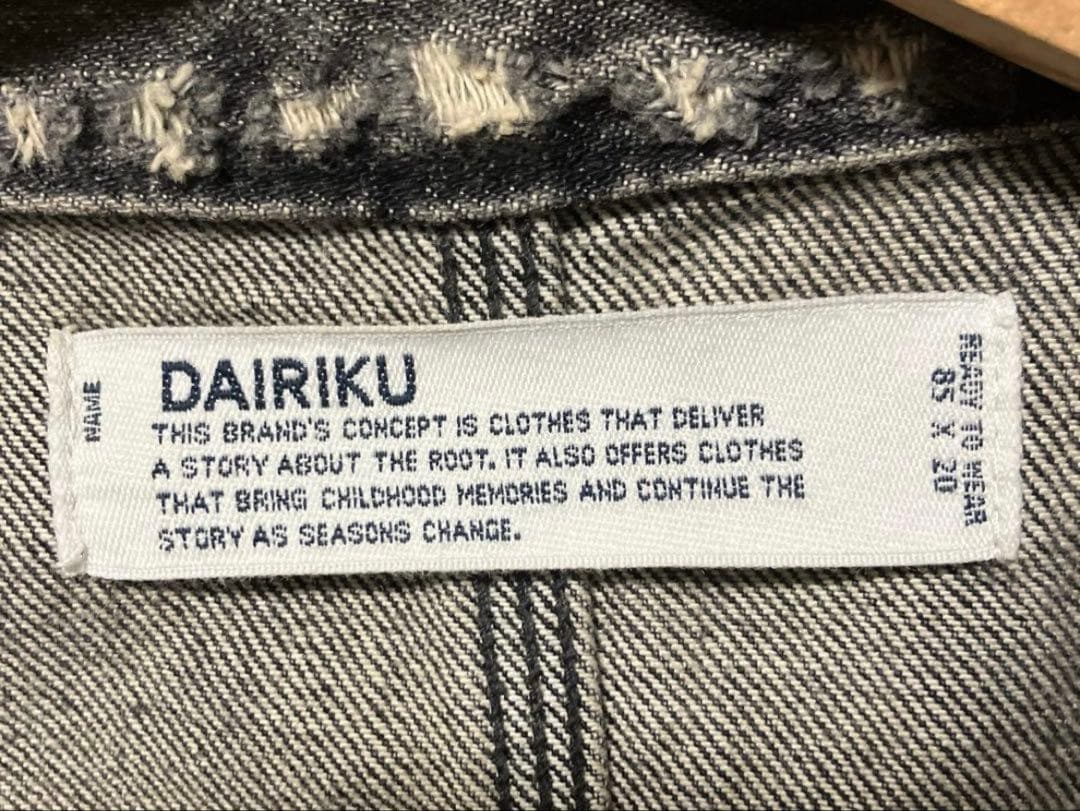 NAME
DAIRIKU
THIS BRAND'S CONCEPT IS CLOTHES THAT DELIVER
A STORY ABOUT THE ROOT. IT ALSO OFFERS CLOTHES
THAT BRING CHILDHOOD MEMORIES AND CONTINUE THE
STORY AS SEASONS CHANGE.
READY TO WEAR
85 X 20